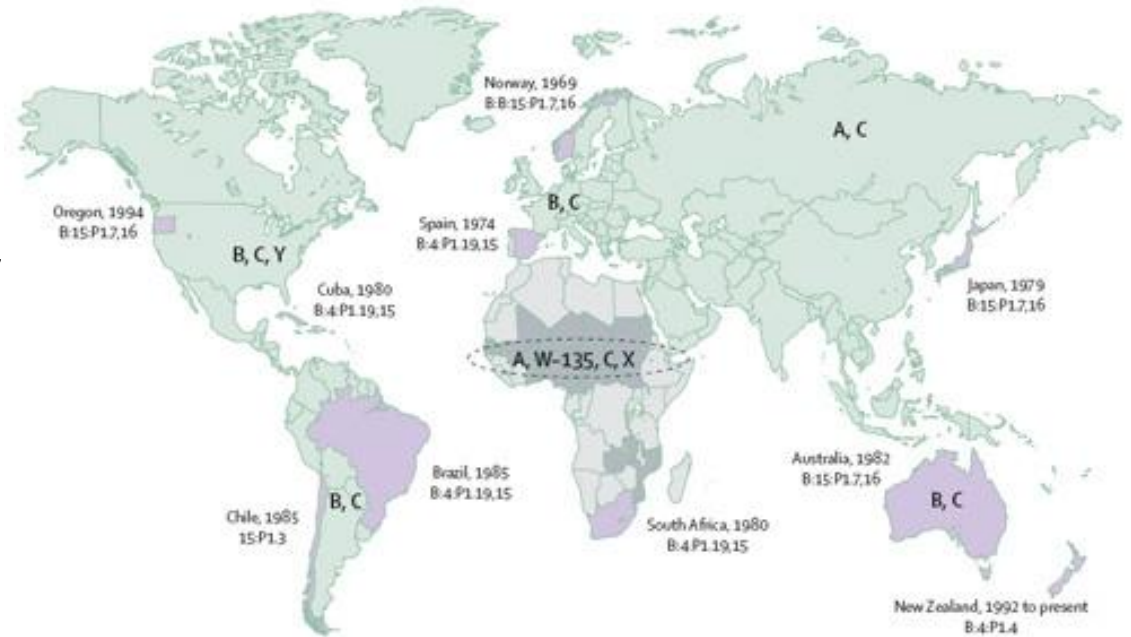 Norway, 1969
B:B:15:P1.7,16
A, C
B, C
Oregon, 1994
B:15:P1.7,16
Spain, 1974
B:4 P1.19,15
B, C, Y
Cuba, 1980
B:4:P1.19,15
Japan, 1979
B:15:P1.7,16
A, W-135, C, X
Australia, 1982
B:15:P1.7,16
Brazil, 1985
B:4:P1.19,15
B, C
B, C
Chile, 1985
15:P1.3
South Africa, 1980
B:4 P1.19,15
New Zealand, 1992 to present
B:4:P1.4